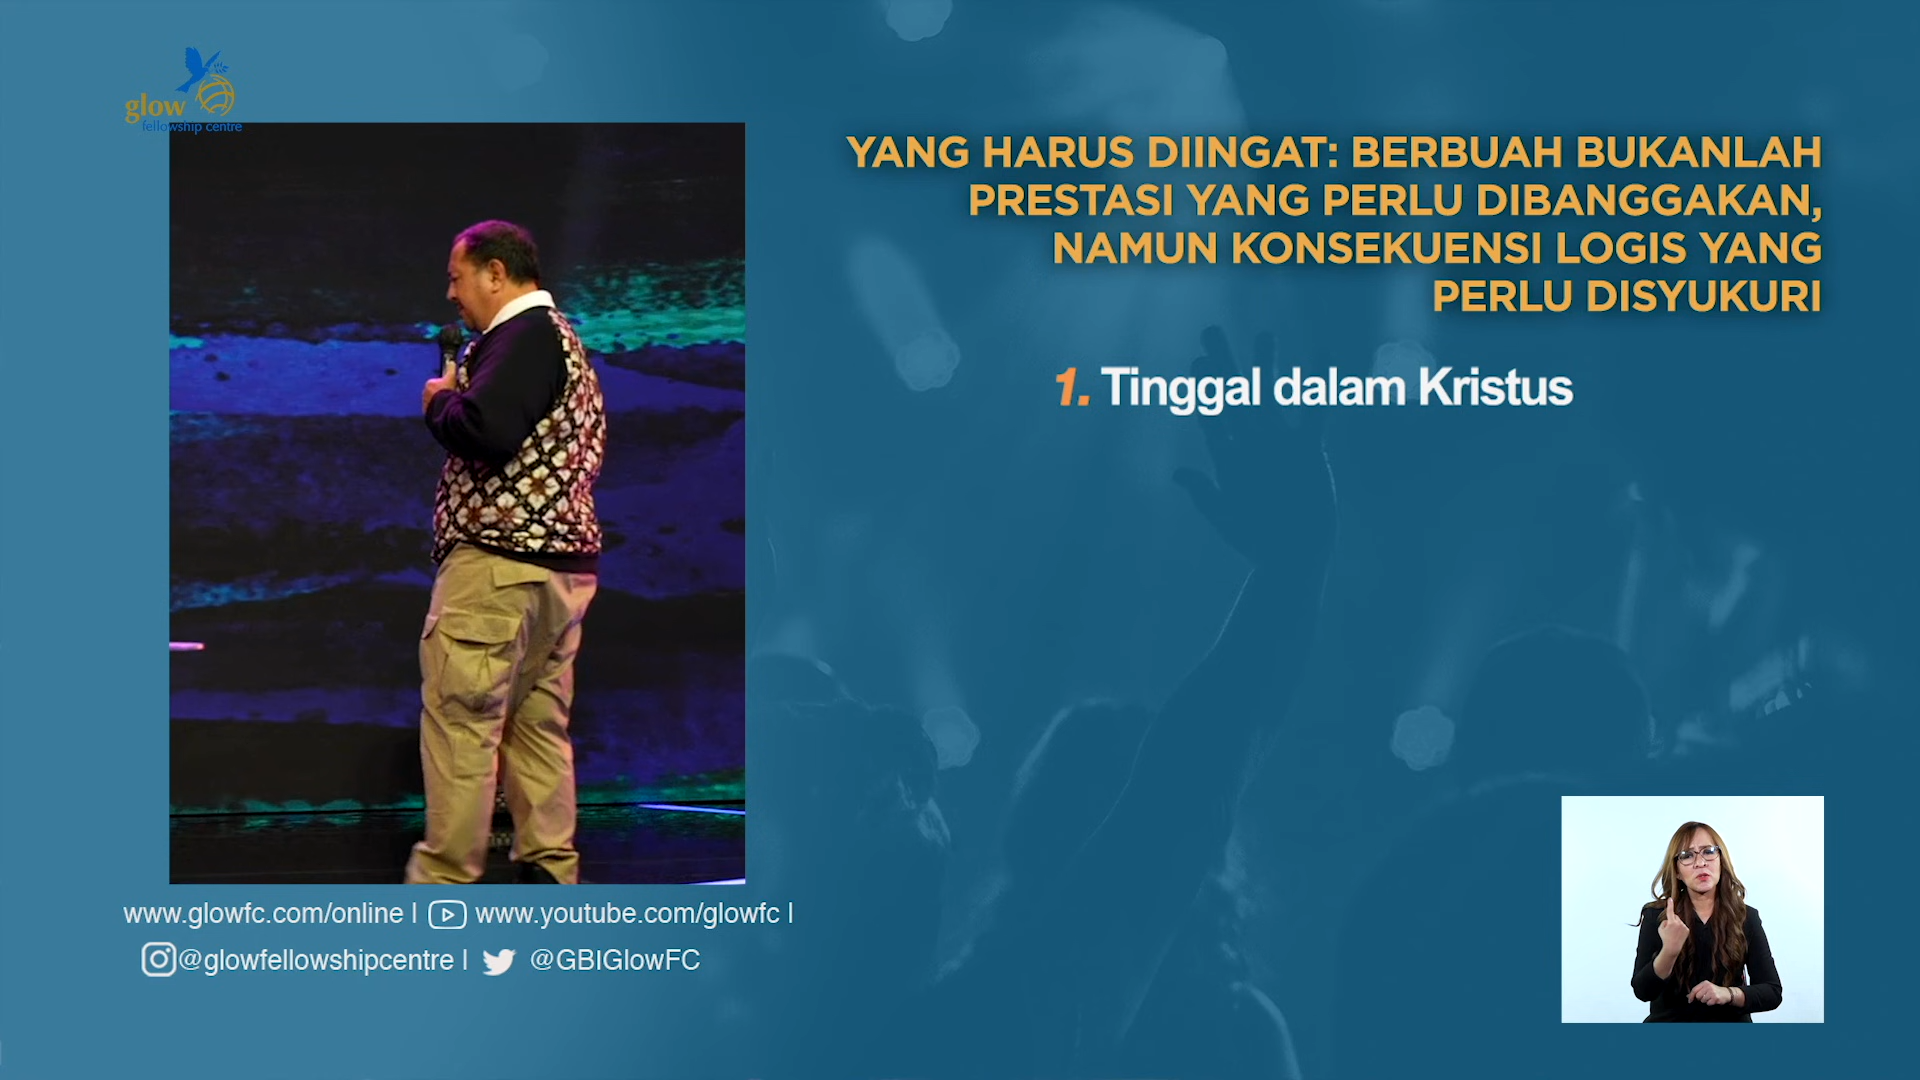 glow
fellowship centre
YANG HARUS DIINGAT: BERBUAH BUKANLAH
PRESTASI YANG PERLU DIBANGGAKAN,
NAMUN KONSEKUENSI LOGIS YANG
PERLU DISYUKURI
1. Tinggal dalam Kristus
www.glowfc.com/online | www.youtube.com/glowfc |
@glowfellowshipcentre | @GBIGlowFC